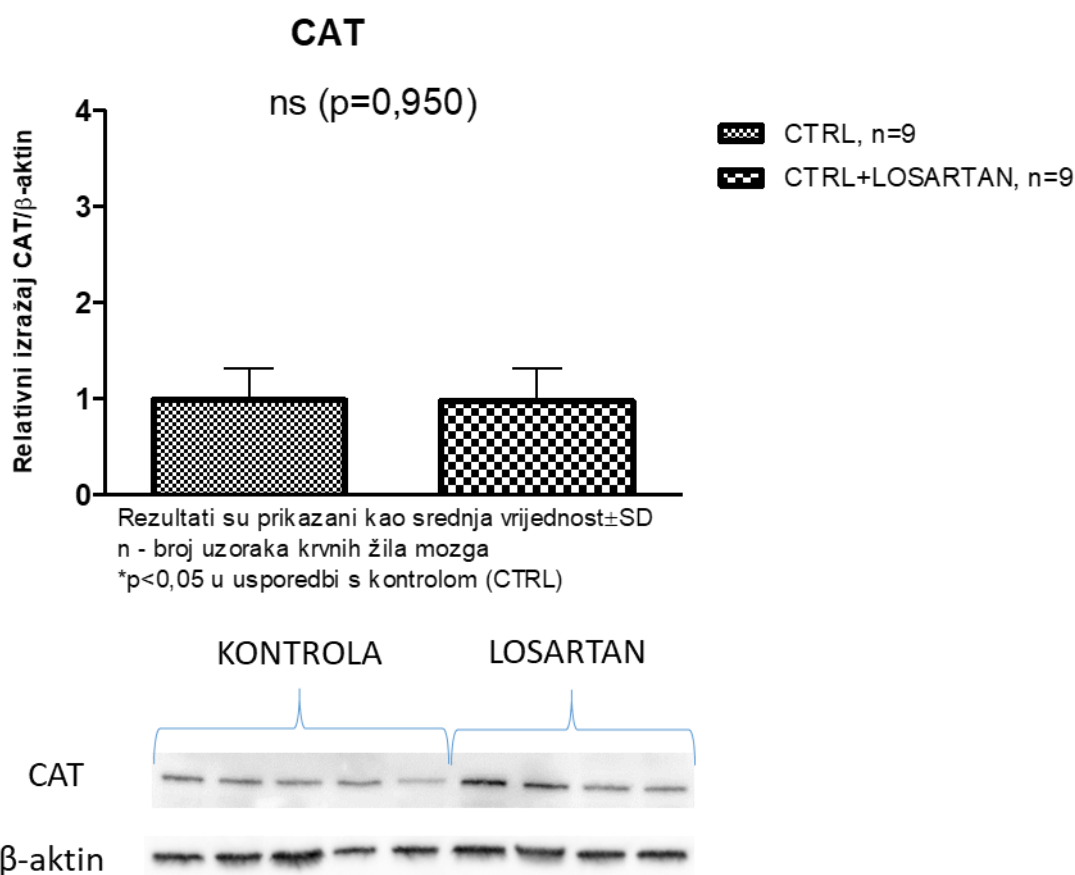 CAT
ns (p=0,950)
Relativni izražaj CAT/β-aktin
4
3
2
1
0
CTRL, n=9
CTRL+LOSARTAN, n=9
Rezultati su prikazani kao srednja vrijednost±SD
n - broj uzoraka krvnih žila mozga
*p<0,05 u usporedbi s kontrolom (CTRL)
KONTROLA LOSARTAN
CAT
β-aktin